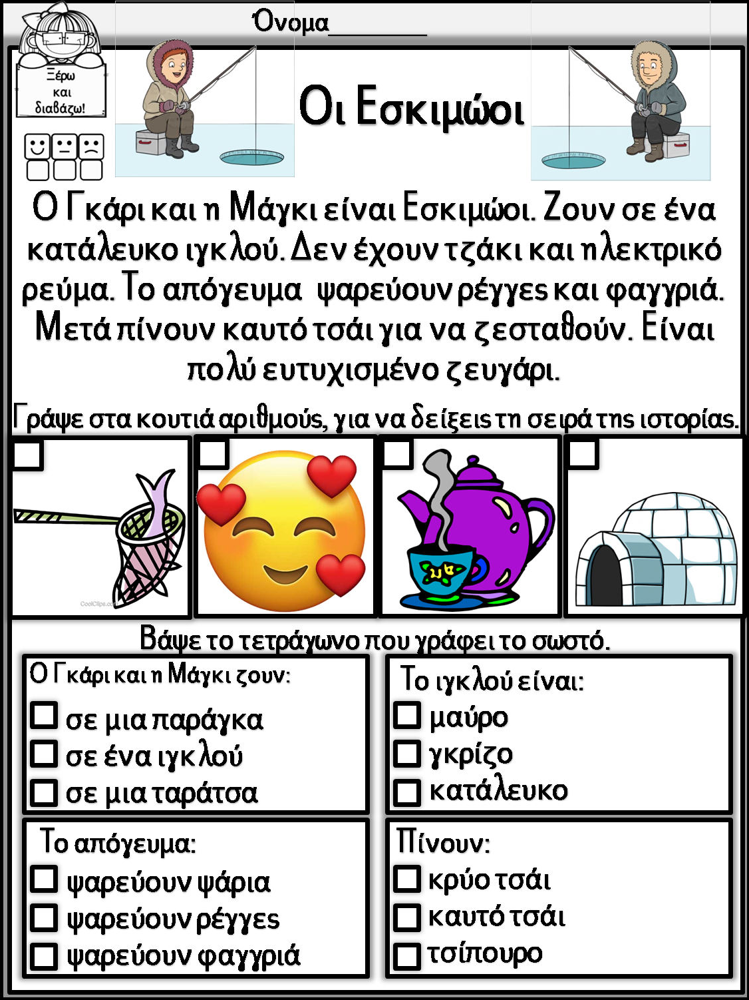 Όνομα________
Ξέρω
και
διαβάζω!
Οι Εσκιμώοι
Ο Γκάρι και η Μάγκι είναι Εσκιμώοι. Ζουν σε ένα
κατάλευκο ιγκλού. Δεν έχουν τζάκι και ηλεκτρικό
ρεύμα. Το απόγευμα ψαρεύουν ρέγγες και φαγγριά.
Μετά πίνουν καυτό τσάι για να ζεσταθούν. Είναι
πολύ ευτυχισμένο ζευγάρι.
Γράψε στα κουτιά αριθμούς, για να δείξεις τη σειρά της ιστορίας.
CoolClips.com
Βάψε το τετράγωνο που γράφει το σωστό.
Ο Γκάρι και η Μάγκι ζουν:
σε μια παράγκα
σε ένα ιγκλού
σε μια ταράτσα
Το ιγκλού είναι:
μαύρο
γκρίζο
κατάλευκο
Το απόγευμα:
ψαρεύουν ψάρια
ψαρεύουν ρέγγες
ψαρεύουν φαγγριά
Πίνουν:
κρύο τσάι
καυτό τσάι
τσίπουρο